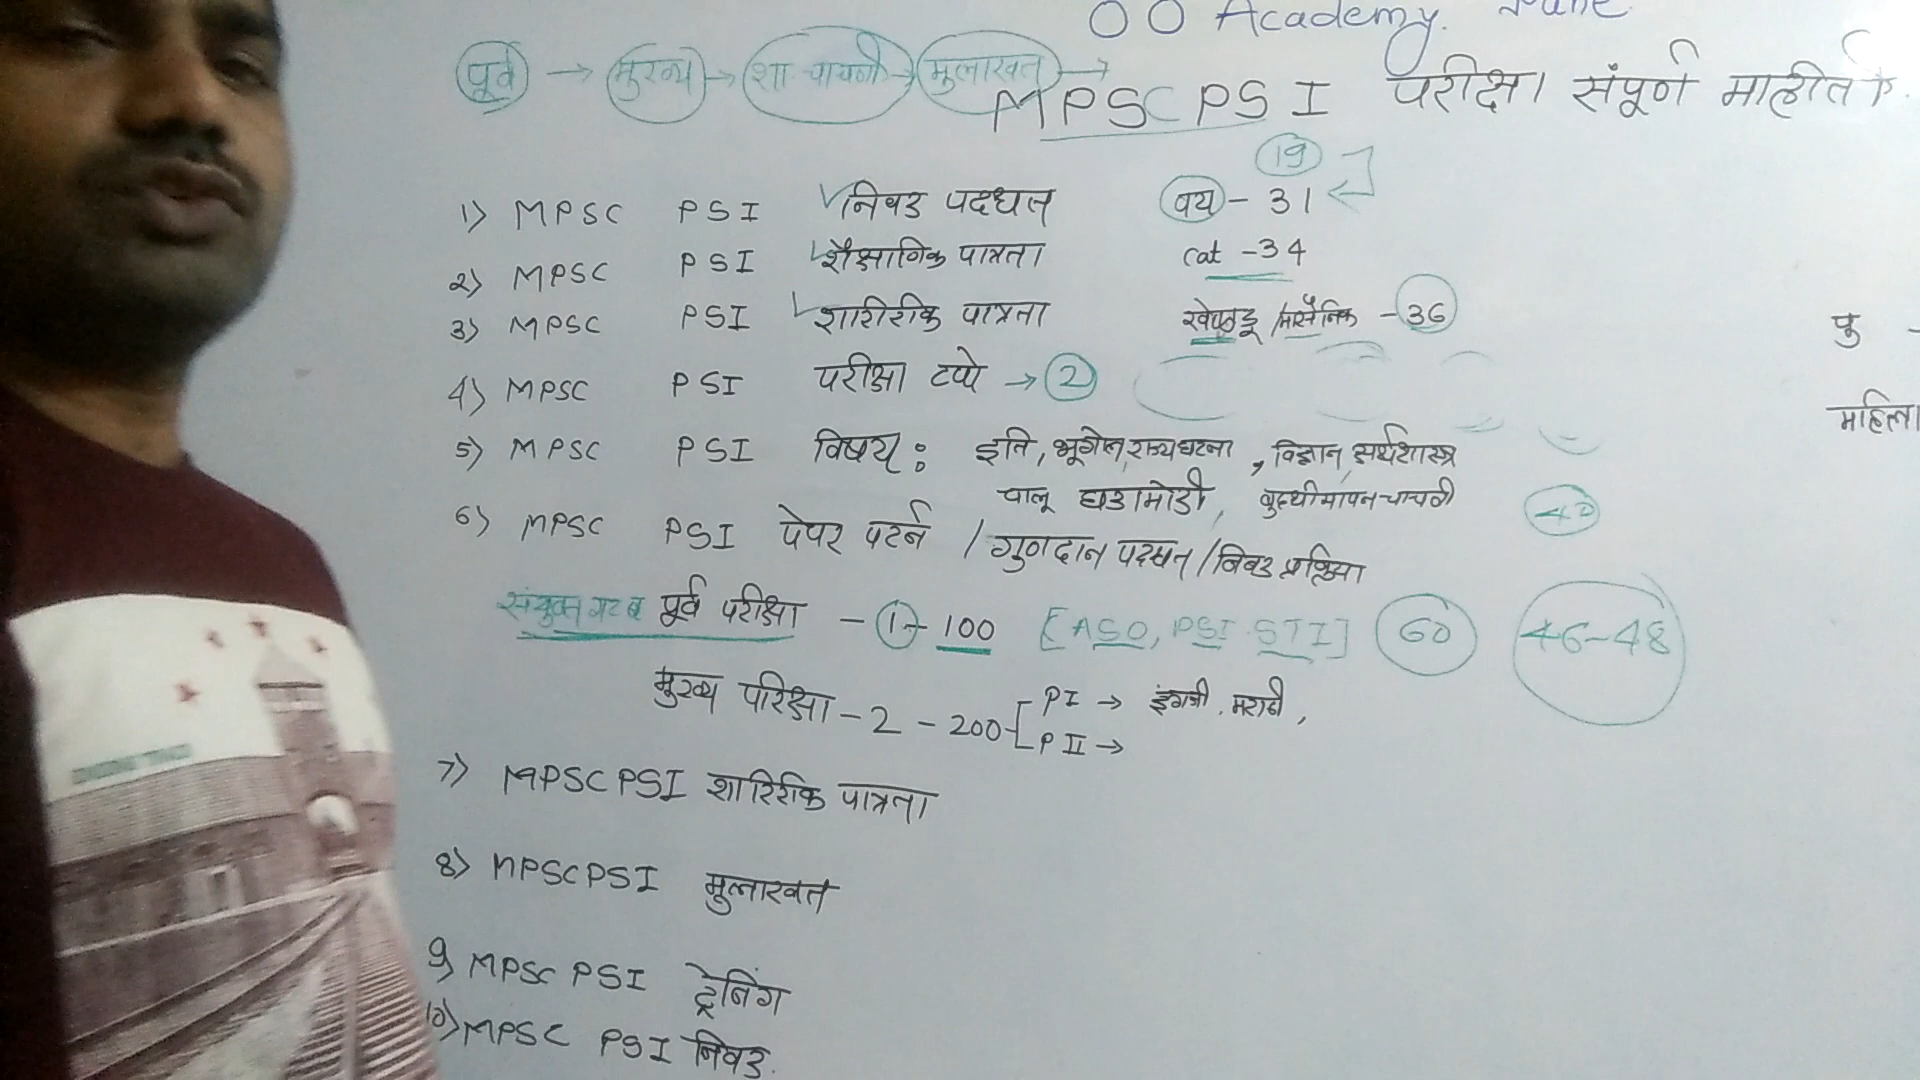 Academy.
पूर्व → मुख्य → शा. चाचणी → मुलाखत →
MPSC PSI परीक्षा संपूर्ण माहिती
19
1) MPSC PSI निवड पद्धत वय - 31
2) MPSC PSI शैक्षणिक पात्रता cat - 34
3) MPSC PSI शारीरिक पात्रता खेळाडू / मा.सैनिक - 36
पु -
4) MPSC PSI परीक्षा टप्पे → 2
महिला
5) MPSC PSI विषय : इति, भूगोल, राज्यघटना, विज्ञान, अर्थशास्त्र
चालू घडामोडी, बुद्धीमापन चाचणी
6) MPSC PSI पेपर पटर्न / गुणदान पद्धत / निवड प्रक्रिया
संयुक्त गट ब पूर्व परीक्षा - 1 - 100 [ASO, PSI STI] 60 46-48
मुख्य परिक्षा - 2 - 200 - [ PI → इंग्रजी, मराठी,
P II →
7) MPSC PSI शारिरिक पात्रता
8) MPSC PSI मुलाखत
9) MPSC PSI ट्रेनिंग
10) MPSC PSI निवड.